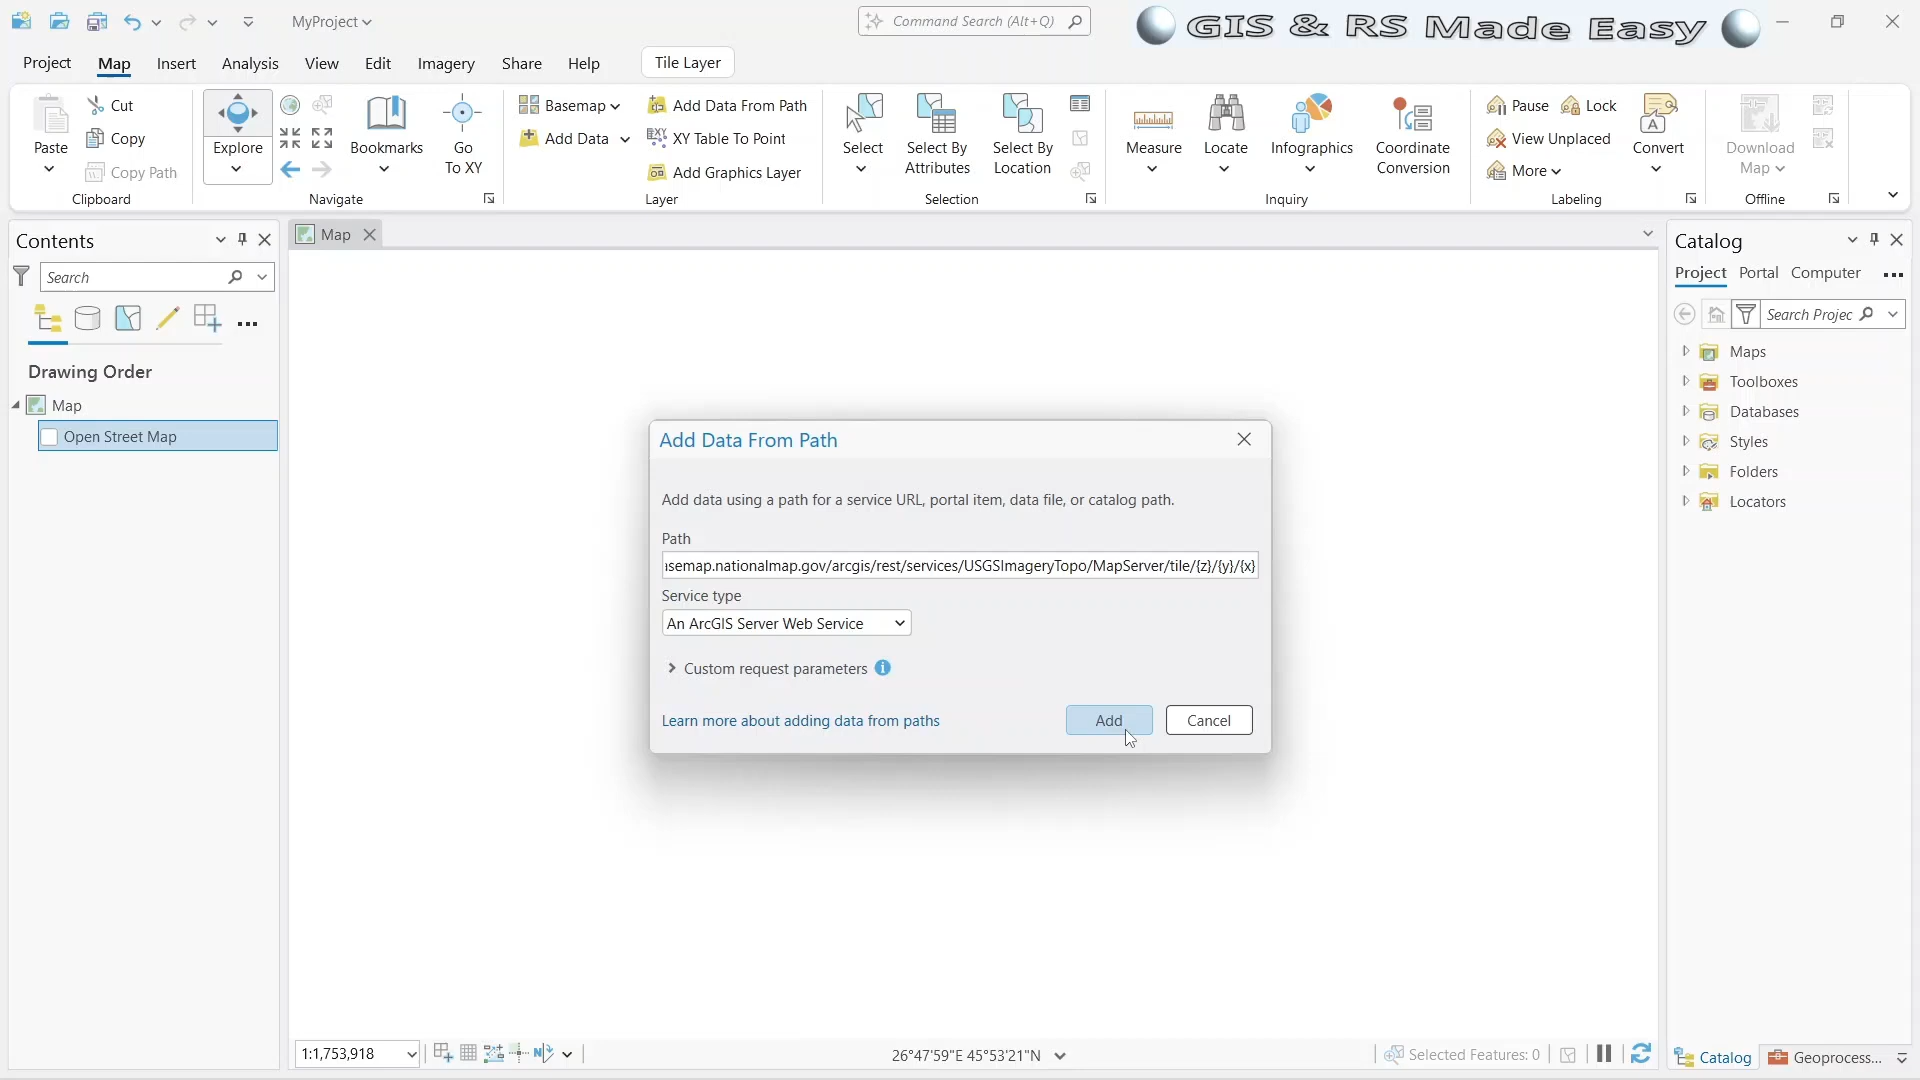 MyProject
Command Search (Alt+Q)
GIS & RS Made Easy
Project
Map
Insert
Analysis
View
Edit
Imagery
Share
Help
Tile Layer
Paste
Cut
Copy
Copy Path
Clipboard
Explore
Bookmarks
Go
To XY
Navigate
Basemap
Add Data
Add Data From Path
XY Table To Point
Add Graphics Layer
Layer
Select
Select By
Attributes
Select By
Location
Selection
Measure
Locate
Infographics
Coordinate
Conversion
Inquiry
Pause
Lock
View Unplaced
More
Convert
Labeling
Download
Map
Offline
Contents
Search
Drawing Order
Map
Open Street Map
Map
Add Data From Path
Add data using a path for a service URL, portal item, data file, or catalog path.
Path
semap.nationalmap.gov/arcgis/rest/services/USGSImageryTopo/MapServer/tile/{z}/{y}/{x}
Service type
An ArcGIS Server Web Service
Custom request parameters
Learn more about adding data from paths
Add
Cancel
Catalog
Project
Portal
Computer
Search Projec
Maps
Toolboxes
Databases
Styles
Folders
Locators
1:1,753,918
26°47'59"E 45°53'21"N
Selected Features: 0
Catalog
Geoprocess...